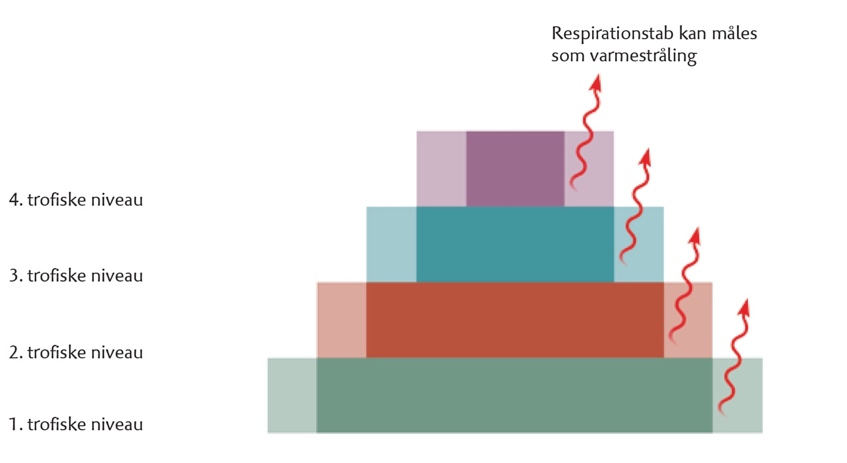 Respirationstab kan måles
som varmestråling
4. trofiske niveau
3. trofiske niveau
2. trofiske niveau
1. trofiske niveau